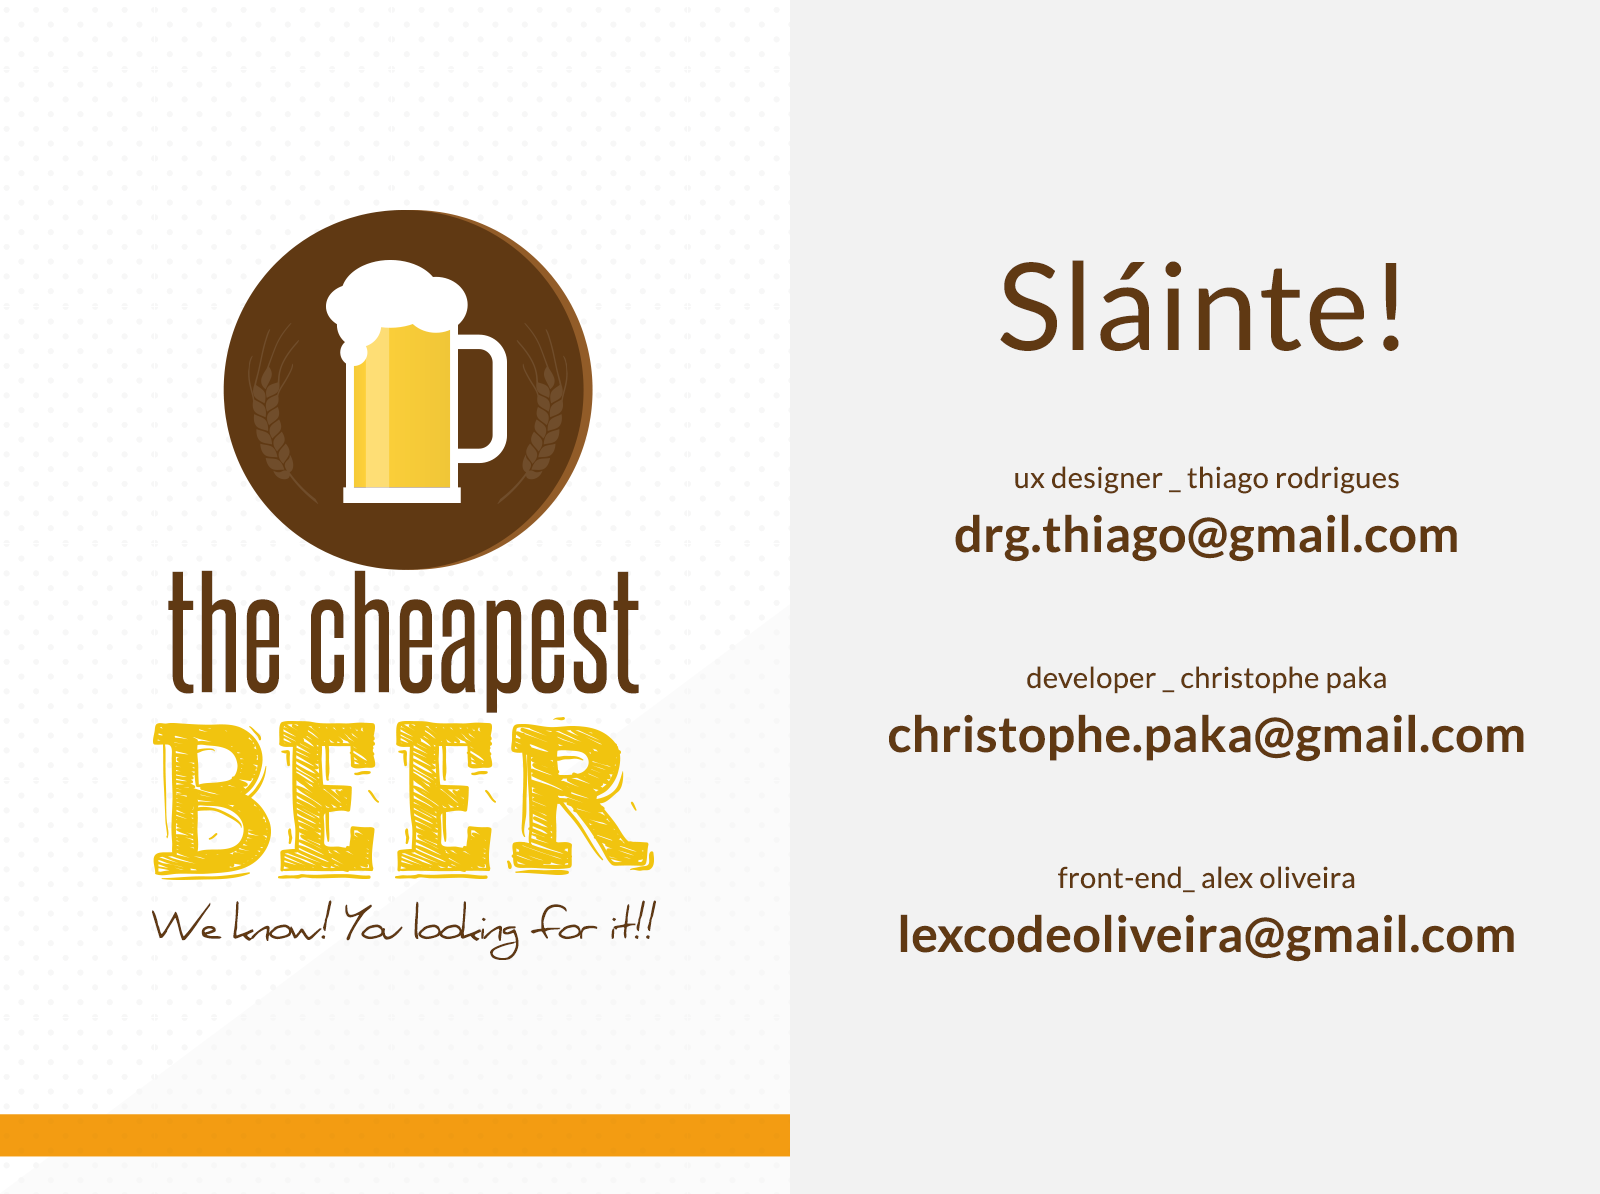 the cheapest
BEER
We know! You looking for it!!
Sláinte!
ux designer _ thiago rodrigues
drg.thiago@gmail.com
developer _ christophe paka
christophe.paka@gmail.com
front-end_ alex oliveira
lexcodeoliveira@gmail.com